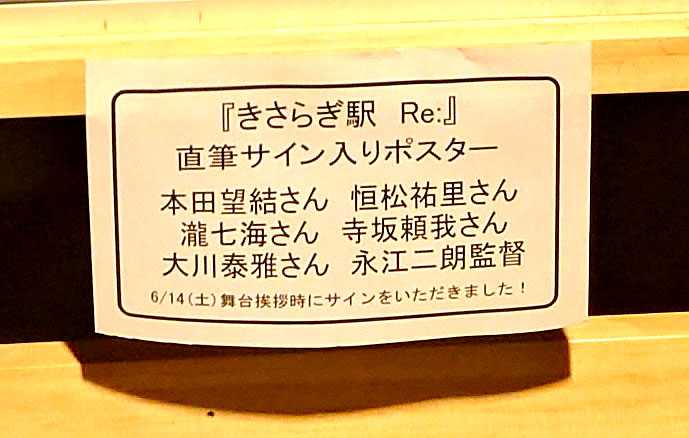 『きさらぎ駅 Re:』
直筆サイン入りポスター
本田望結さん 恒松祐里さん
瀧七海さん 寺坂頼我さん
大川泰雅さん 永江二朗監督
6/14(土)舞台挨拶時にサインをいただきました!